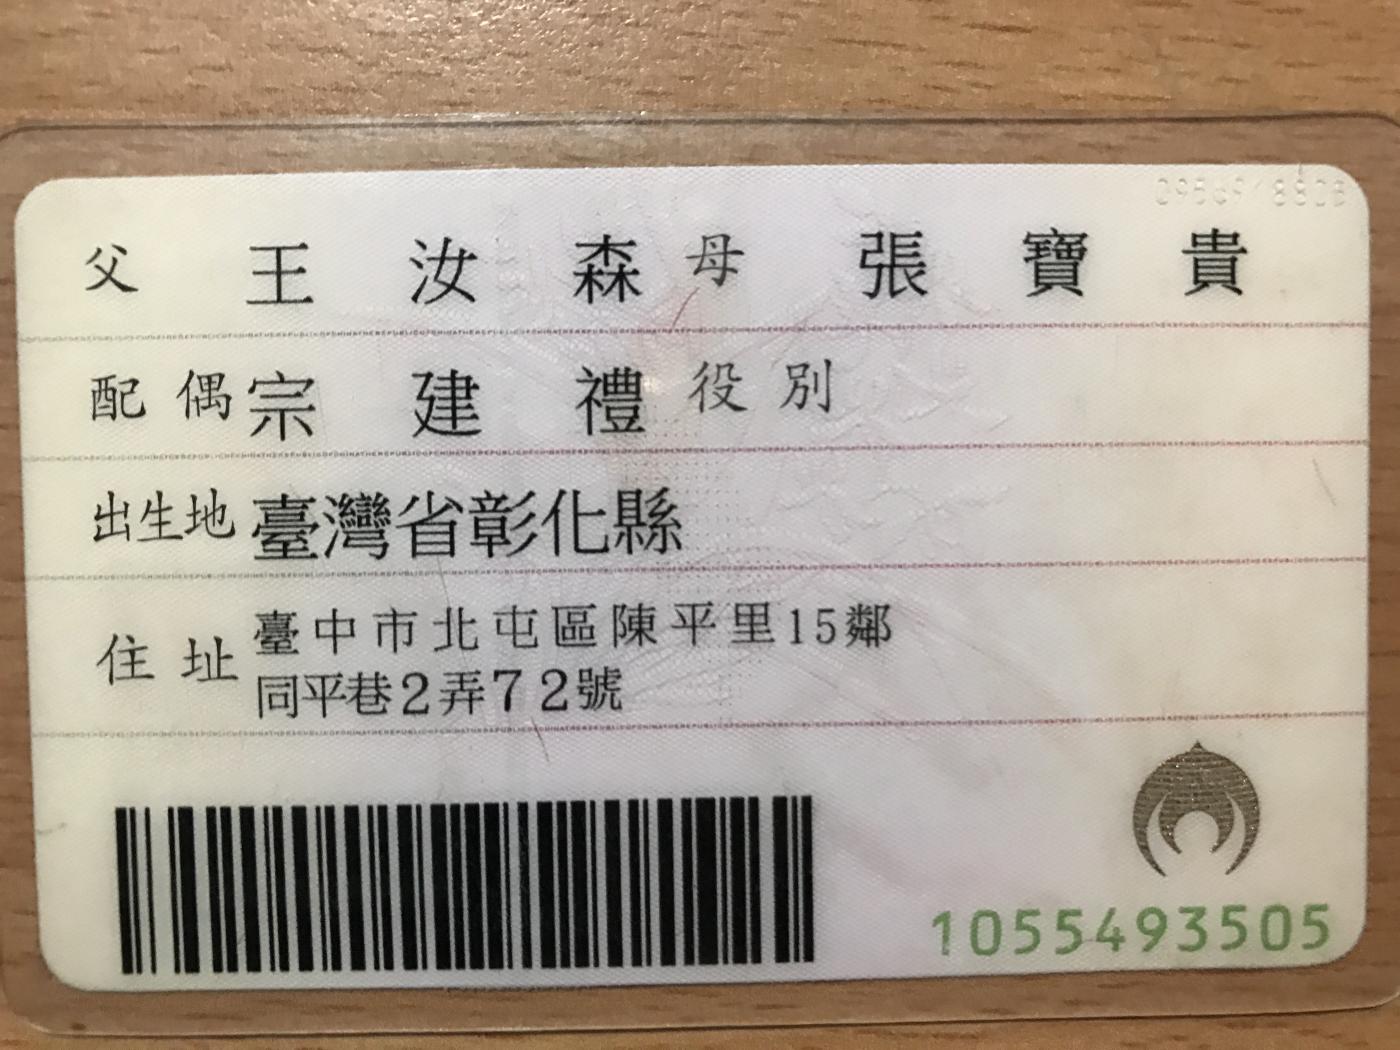 父 王汝森 母 張寶貴
配偶 宗建禮 役別
出生地 臺灣省彰化縣
住址 臺中市北屯區陳平里15鄰
同平巷2弄72號
1055493505